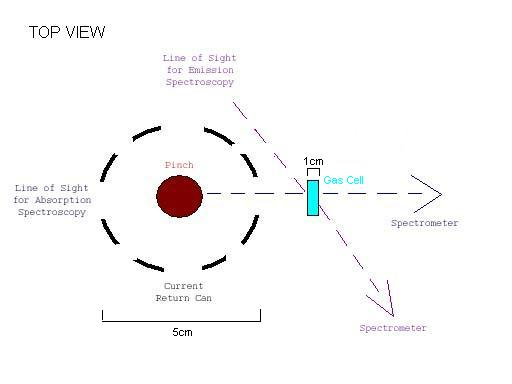 TOP VIEW
Line of Sight
for Emission
Spectroscopy
Pinch
1cm
Gas Cell
Line of Sight
for Absorption
Spectroscopy
Spectrometer
Current
Return Can
5cm
Spectrometer